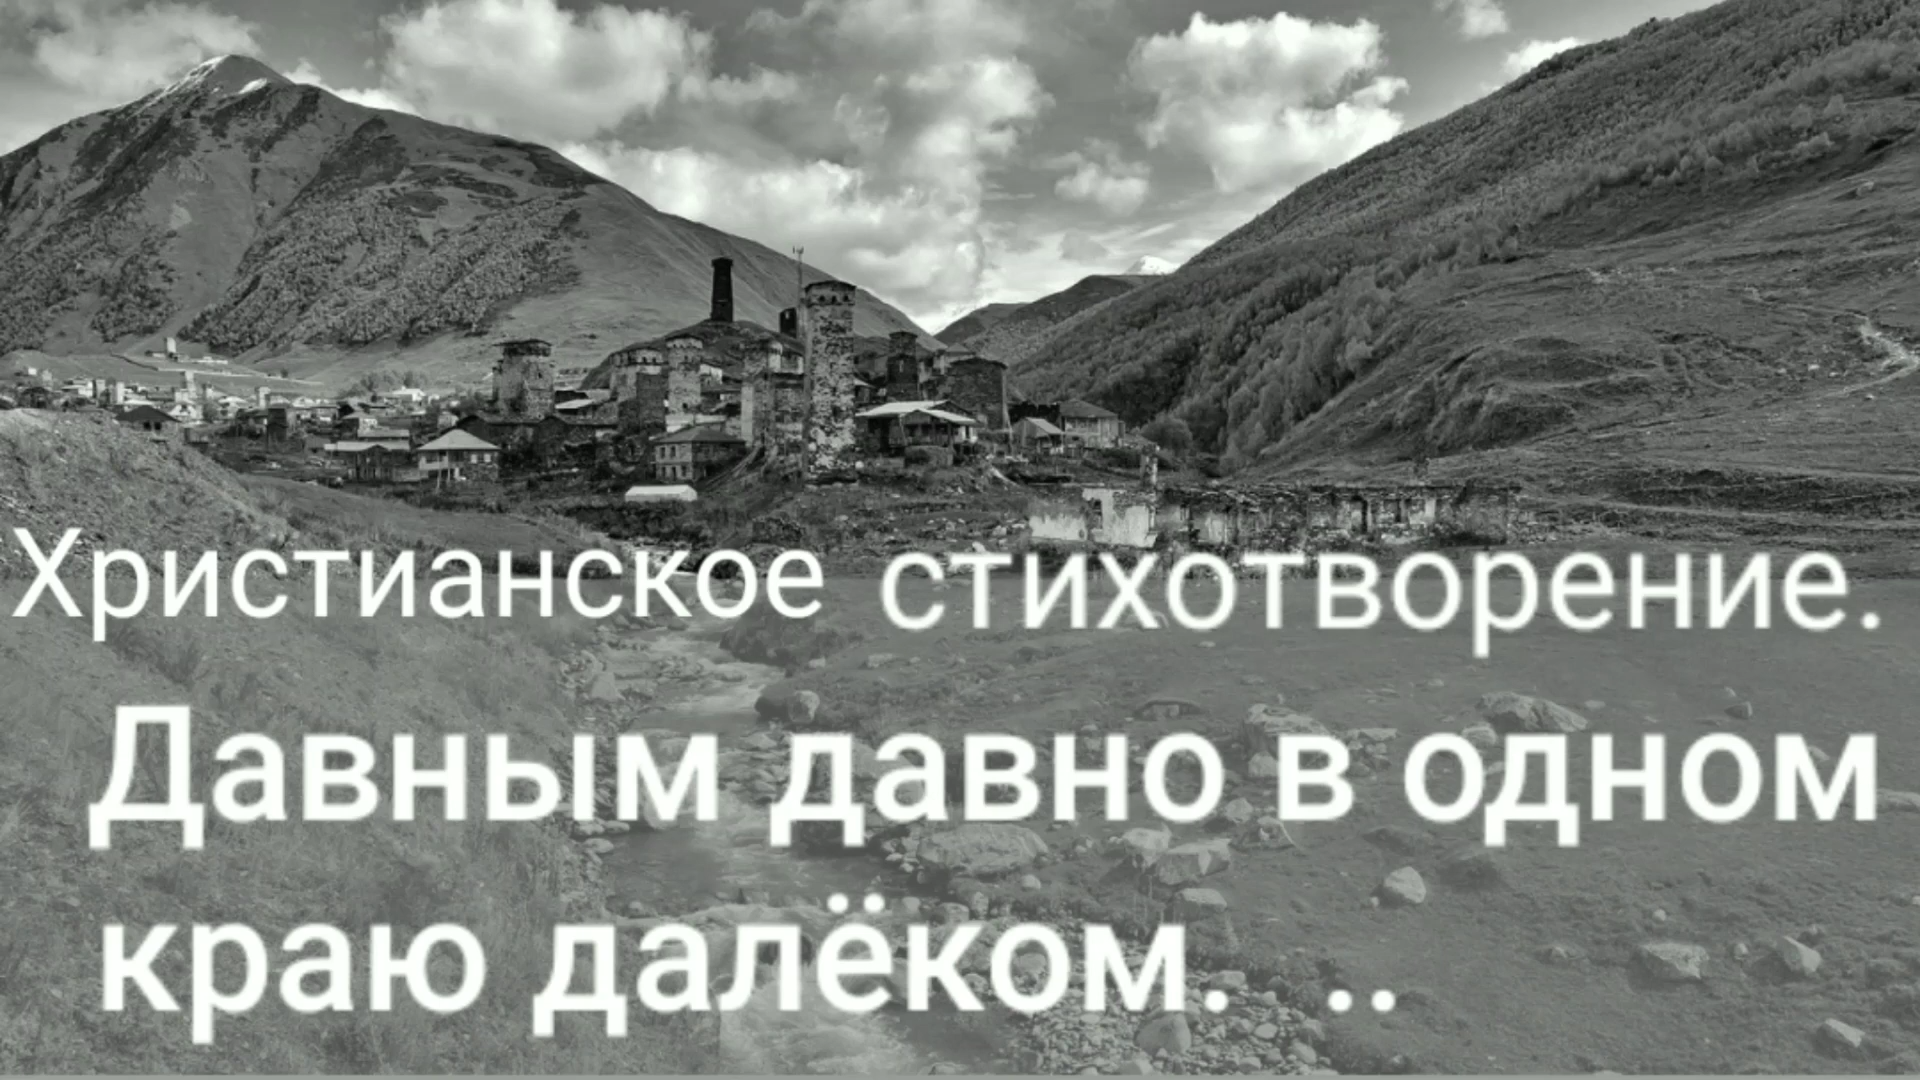 Христианское стихотворение.
Давным давно в одном
краю далёком. ..